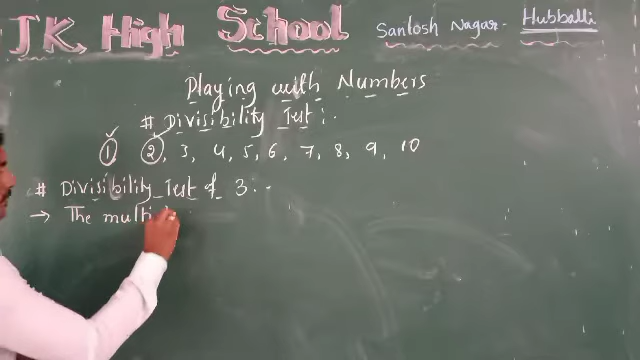 JK High School Santosh Nagar- Hubballi
Playing with Numbers
# Divisibility Test :.
1, 2, 3, 4, 5, 6, 7, 8, 9, 10
# Divisibility Test of 3:-
→ The multi